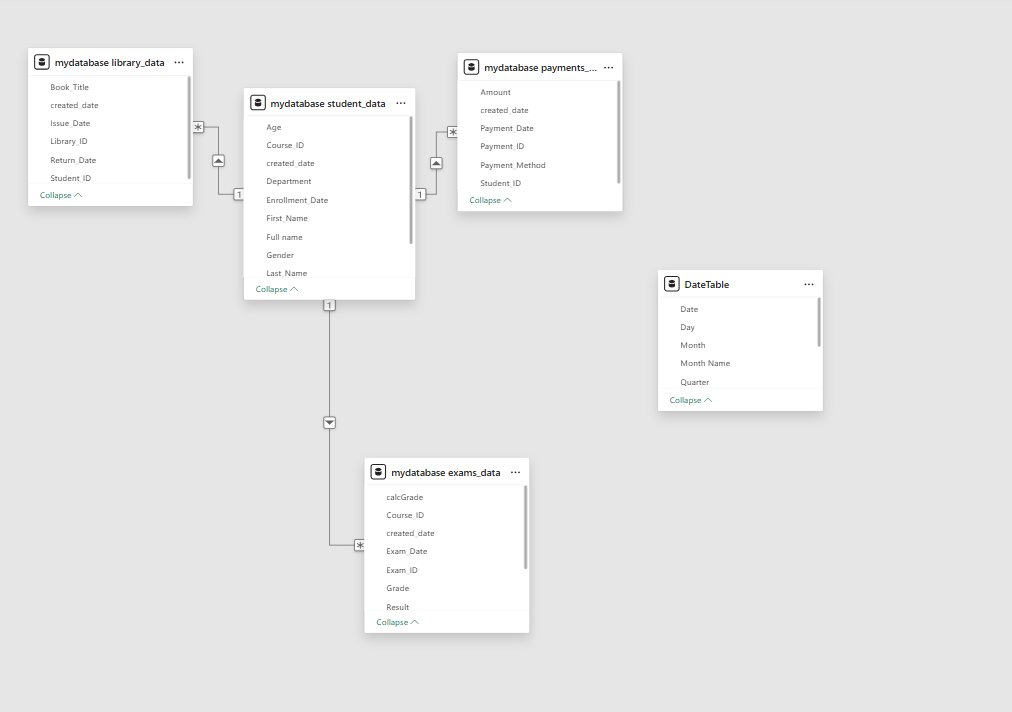 mydatabase library_data ...
Book_Title
created_date
Issue_Date
Library_ID
Return_Date
Student_ID
Collapse
*
1
mydatabase student_data ...
Age
Course_ID
created_date
Department
Enrollment_Date
First_Name
Full name
Gender
Last_Name
Collapse
1
*
mydatabase payments_... ...
Amount
created_date
Payment_Date
Payment_ID
Payment_Method
Student_ID
Collapse
DateTable ...
Date
Day
Month
Month Name
Quarter
Collapse
1
*
mydatabase exams_data ...
calcGrade
Course_ID
created_date
Exam_Date
Exam_ID
Grade
Result
Collapse